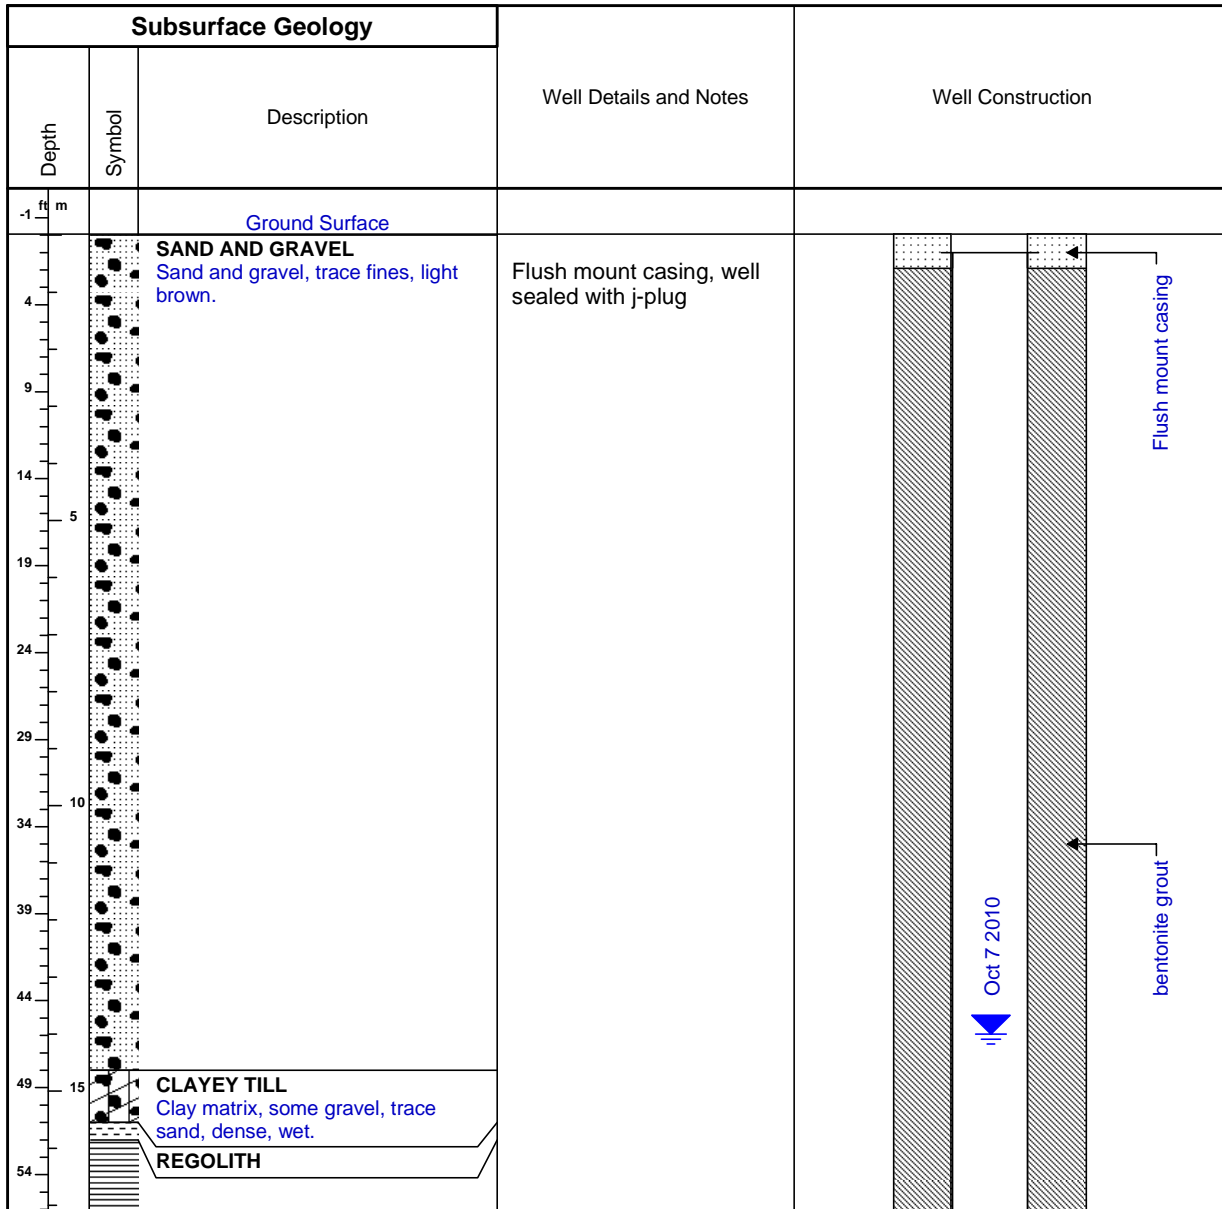 Subsurface Geology
Depth
Symbol
Description
Well Details and Notes
Well Construction
ft m
-1
Ground Surface
SAND AND GRAVEL
Sand and gravel, trace fines, light
brown.
Flush mount casing, well
sealed with j-plug
Flush mount casing
4
9
14
5
19
24
29
10
34
39
44
Oct 7 2010
bentonite grout
49
15
CLAYEY TILL
Clay matrix, some gravel, trace
sand, dense, wet.
REGOLITH
54